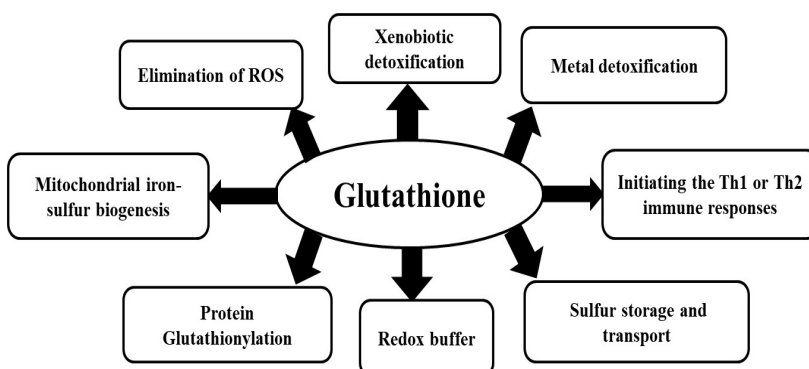 Xenobiotic
detoxification
Elimination of ROS
Metal detoxification
Mitochondrial iron-
sulfur biogenesis
Glutathione
Initiating the Th1 or Th2
immune responses
Protein
Glutathionylation
Redox buffer
Sulfur storage and
transport